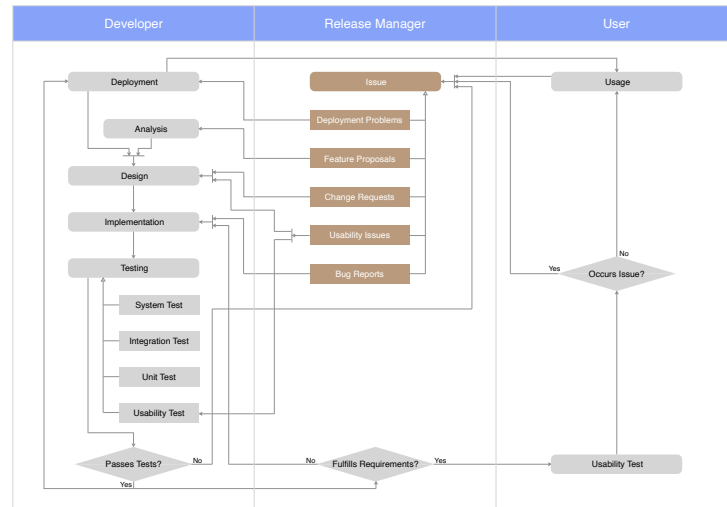 Developer
Release Manager
User
Deployment
Issue
Usage
Deployment Problems
Analysis
Feature Proposals
Design
Change Requests
Implementation
Usability Issues
No
Testing
Bug Reports
Yes
Occurs Issue?
System Test
Integration Test
Unit Test
Usability Test
Passes Tests?
No
No
Fulfills Requirements?
Yes
Usability Test
Yes